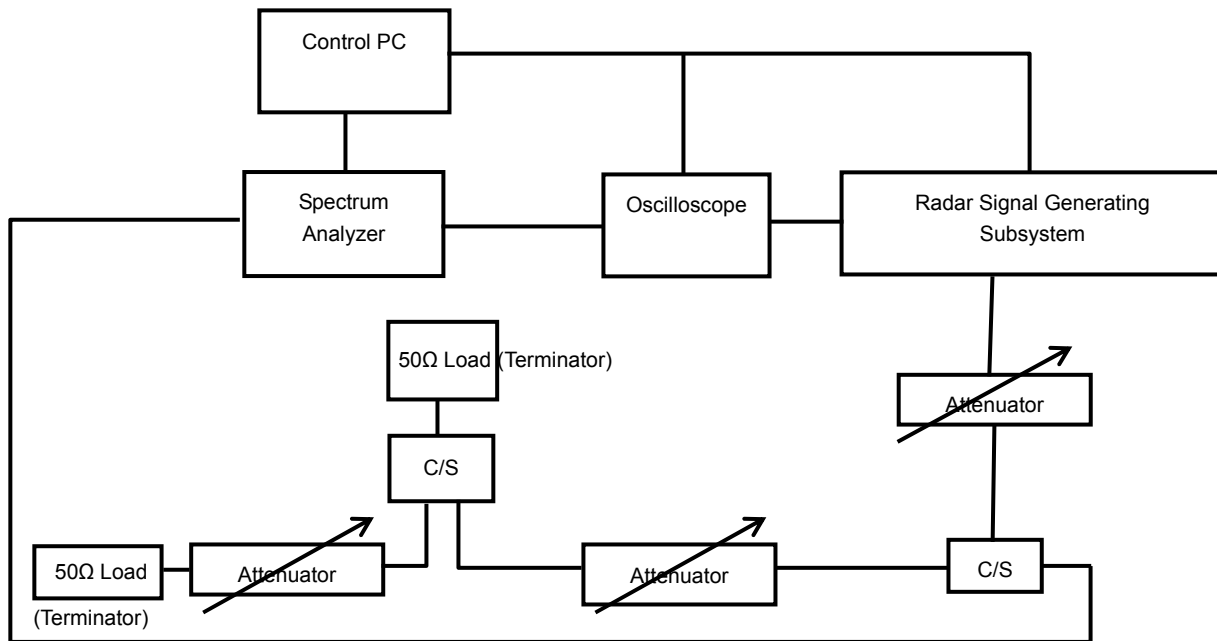 Control PC
Spectrum
Analyzer
Oscilloscope
Radar Signal Generating
Subsystem
50Ω Load (Terminator)
Attenuator
C/S
50Ω Load
(Terminator)
Attenuator
Attenuator
C/S